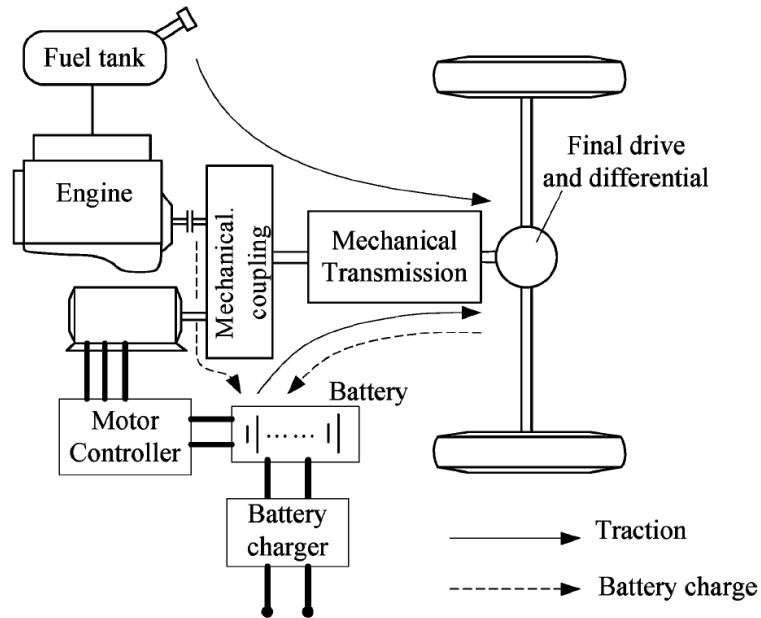 Fuel tank
Engine
Mechanical.
coupling
Mechanical
Transmission
Final drive
and differential
Battery
Motor
Controller
Battery
charger
Traction
Battery charge